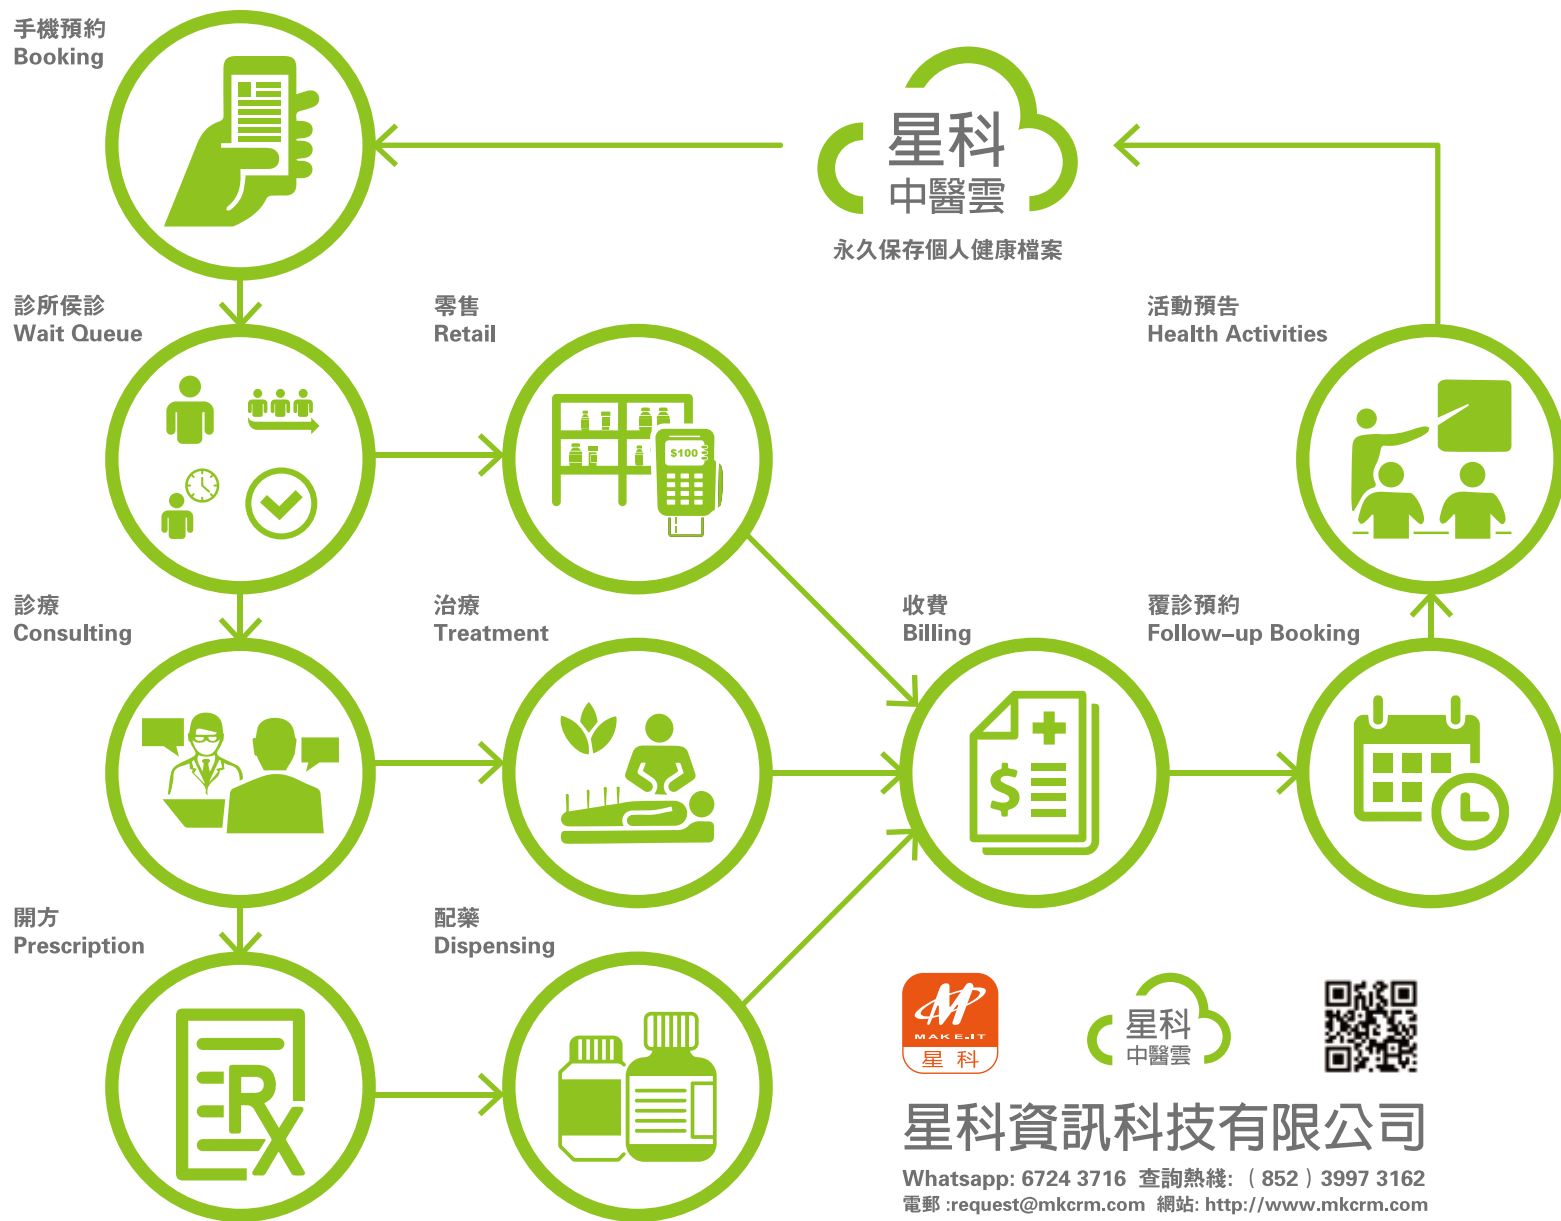 手機預約
Booking
星科
中醫雲
永久保存個人健康檔案
診所侯診
Wait Queue
零售
Retail
$100
活動預告
Health Activities
診療
Consulting
治療
Treatment
收費
Billing
$
覆診預約
Follow-up Booking
開方
Prescription
RX
配藥
Dispensing
MAKE.IT
星科
星科
中醫雲
星科資訊科技有限公司
Whatsapp: 6724 3716 查詢熱綫: （852）3997 3162
電郵 :request@mkcrm.com 網站: http://www.mkcrm.com